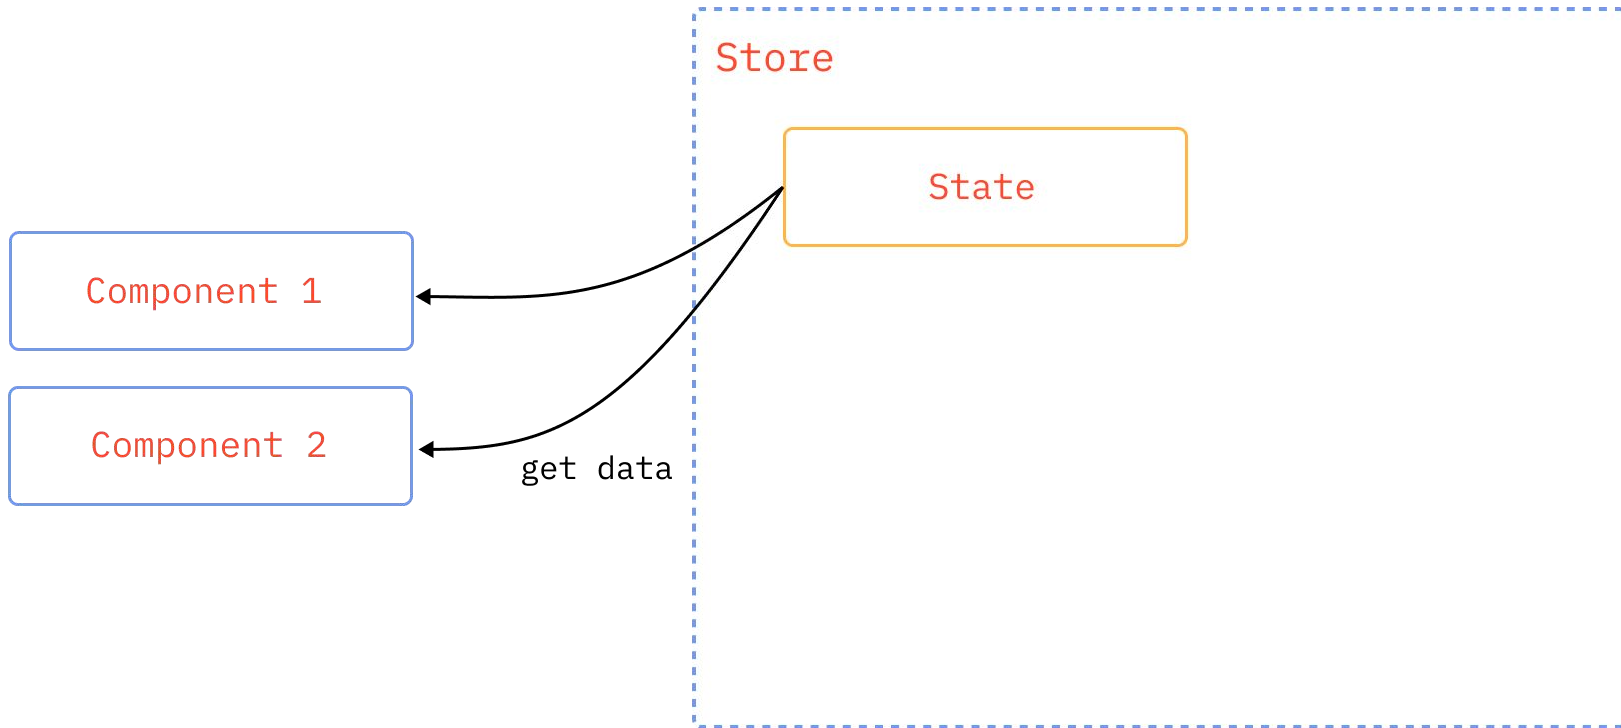 Store
State
Component 1
Component 2
get data